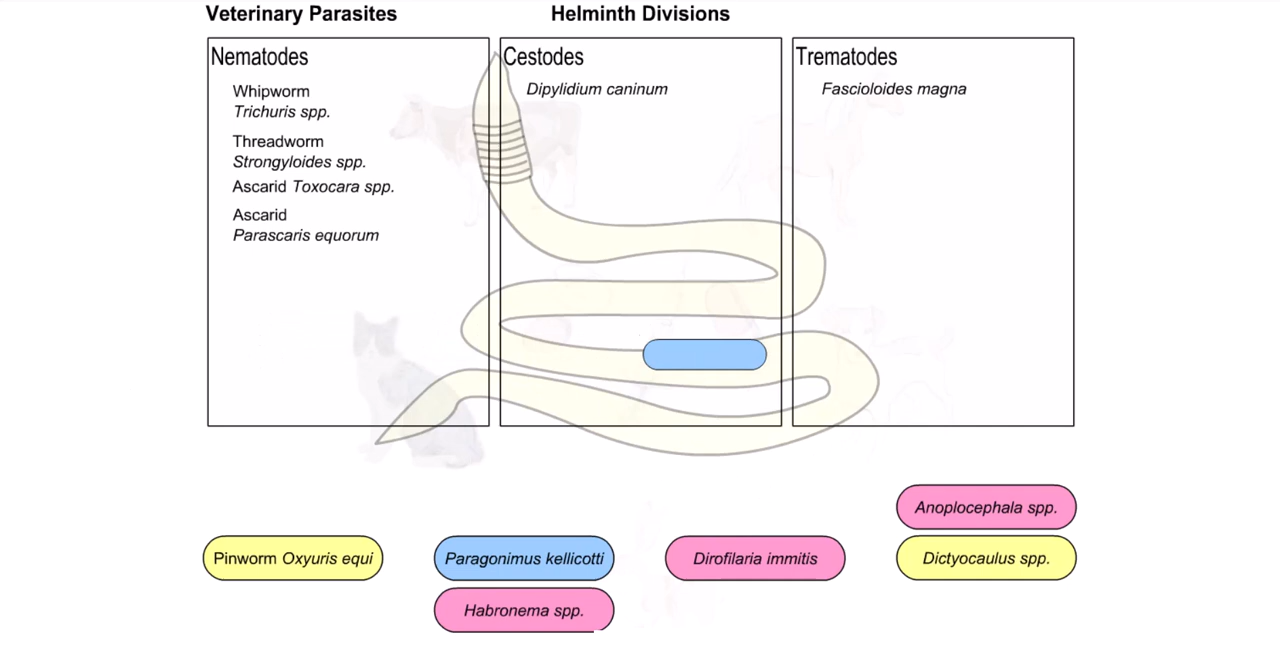 Veterinary Parasites
Helminth Divisions
Nematodes
Whipworm
Trichuris spp.
Threadworm
Strongyloides spp.
Ascarid Toxocara spp.
Ascarid
Parascaris equorum
Cestodes
Dipylidium caninum
Trematodes
Fascioloides magna
Anoplocephala spp.
Pinworm Oxyuris equi
Paragonimus kellicotti
Dirofilaria immitis
Dictyocaulus spp.
Habronema spp.